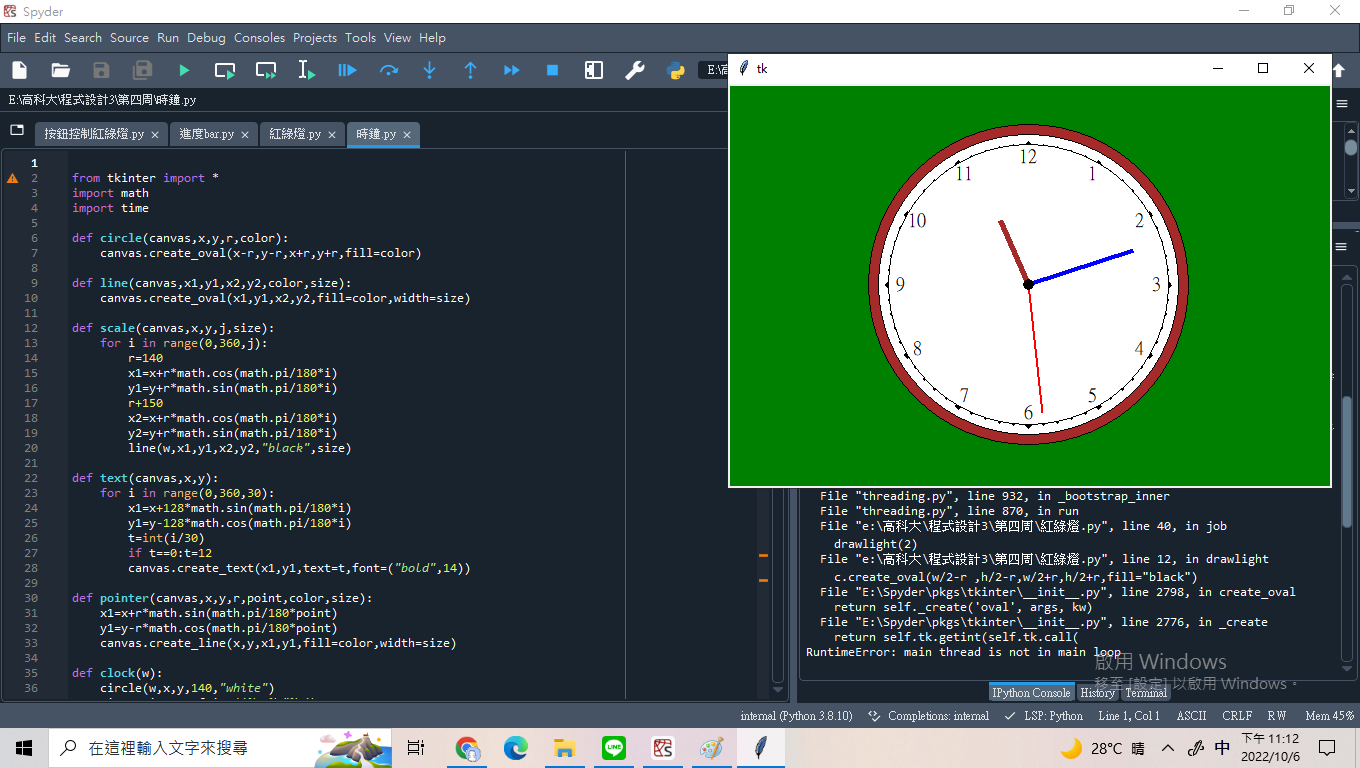 Spyder
File Edit Search Source Run Debug Consoles Projects Tools View Help
E:\高
E:\高科大\程式設計3\第四周\時鐘.py
按鈕控制紅綠燈.py
進度bar.py
紅綠燈.py
時鐘.py
1
2 from tkinter import *
3 import math
4 import time
5
6 def circle(canvas,x,y,r,color):
7 canvas.create_oval(x-r,y-r,x+r,y+r,fill=color)
8
9 def line(canvas,x1,y1,x2,y2,color,size):
10 canvas.create_oval(x1,y1,x2,y2,fill=color,width=size)
11
12 def scale(canvas,x,y,j,size):
13 for i in range(0,360,j):
14 r=140
15 x1=x+r*math.cos(math.pi/180*i)
16 y1=y+r*math.sin(math.pi/180*i)
17 r+150
18 x2=x+r*math.cos(math.pi/180*i)
19 y2=y+r*math.sin(math.pi/180*i)
20 line(w,x1,y1,x2,y2,"black",size)
21
22 def text(canvas,x,y):
23 for i in range(0,360,30):
24 x1=x+128*math.sin(math.pi/180*i)
25 y1=y-128*math.cos(math.pi/180*i)
26 t=int(i/30)
27 if t==0:t=12
28 canvas.create_text(x1,y1,text=t,font=("bold",14))
29
30 def pointer(canvas,x,y,r,point,color,size):
31 x1=x+r*math.sin(math.pi/180*point)
32 y1=y-r*math.cos(math.pi/180*point)
33 canvas.create_line(x,y,x1,y1,fill=color,width=size)
34
35 def clock(w):
36 circle(w,x,y,140,"white")
tk
12
1
2
3
4
5
6
7
8
9
10
11
File "threading.py", line 932, in _bootstrap_inner
File "threading.py", line 870, in run
File "e:\高科大\程式設計3\第四周\紅綠燈.py", line 40, in job
drawlight(2)
File "e:\高科大\程式設計3\第四周\紅綠燈.py", line 12, in drawlight
c.create_oval(w/2-r ,h/2-r,w/2+r,h/2+r,fill="black")
File "E:\Spyder\pkgs\tkinter\__init__.py", line 2798, in create_oval
return self._create('oval', args, kw)
File "E:\Spyder\pkgs\tkinter\__init__.py", line 2776, in _create
return self.tk.getint(self.tk.call(
RuntimeError: main thread is not in main loop
啟用 Windows
移至 [設定] 以啟用 Windows。
IPython Console History Terminal
internal (Python 3.8.10) Completions: internal LSP: Python Line 1, Col 1 ASCII CRLF RW Mem 45%
在這裡輸入文字來搜尋
LINE
28°C 晴
中
下午 11:12
2022/10/6